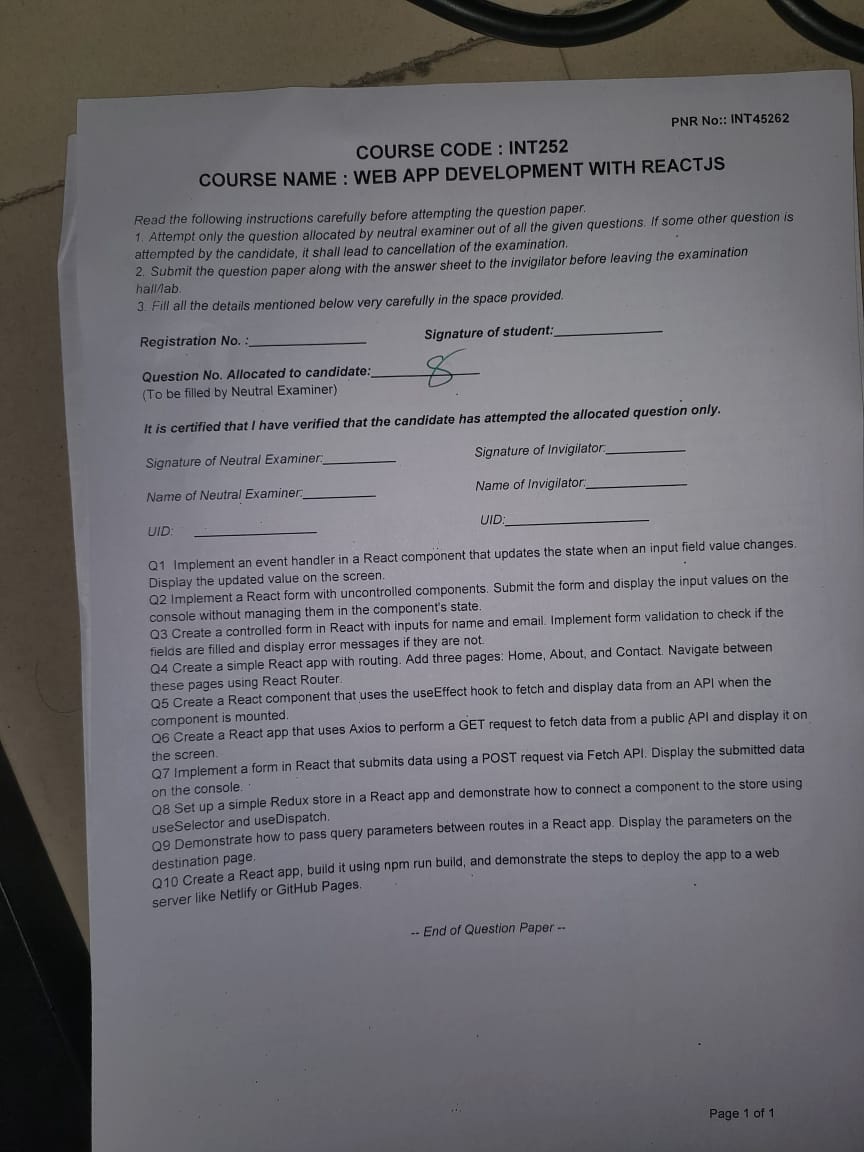 PNR No:: INT45262
COURSE CODE : INT252
COURSE NAME : WEB APP DEVELOPMENT WITH REACTJS
Read the following instructions carefully before attempting the question paper.
1. Attempt only the question allocated by neutral examiner out of all the given questions. If some other question is
attempted by the candidate, it shall lead to cancellation of the examination.
2. Submit the question paper along with the answer sheet to the invigilator before leaving the examination
hall/lab.
3. Fill all the details mentioned below very carefully in the space provided.
Registration No. :____________ Signature of student:____________
Question No. Allocated to candidate:____8____
(To be filled by Neutral Examiner)
It is certified that I have verified that the candidate has attempted the allocated question only.
Signature of Neutral Examiner:________ Signature of Invigilator:________
Name of Neutral Examiner:________ Name of Invigilator:________
UID: ____________ UID:____________
Q1 Implement an event handler in a React component that updates the state when an input field value changes.
Display the updated value on the screen.
Q2 Implement a React form with uncontrolled components. Submit the form and display the input values on the
console without managing them in the component's state.
Q3 Create a controlled form in React with inputs for name and email. Implement form validation to check if the
fields are filled and display error messages if they are not.
Q4 Create a simple React app with routing. Add three pages: Home, About, and Contact. Navigate between
these pages using React Router.
Q5 Create a React component that uses the useEffect hook to fetch and display data from an API when the
component is mounted.
Q6 Create a React app that uses Axios to perform a GET request to fetch data from a public API and display it on
the screen.
Q7 Implement a form in React that submits data using a POST request via Fetch API. Display the submitted data
on the console.
Q8 Set up a simple Redux store in a React app and demonstrate how to connect a component to the store using
useSelector and useDispatch.
Q9 Demonstrate how to pass query parameters between routes in a React app. Display the parameters on the
destination page.
Q10 Create a React app, build it using npm run build, and demonstrate the steps to deploy the app to a web
server like Netlify or GitHub Pages.
-- End of Question Paper --
Page 1 of 1